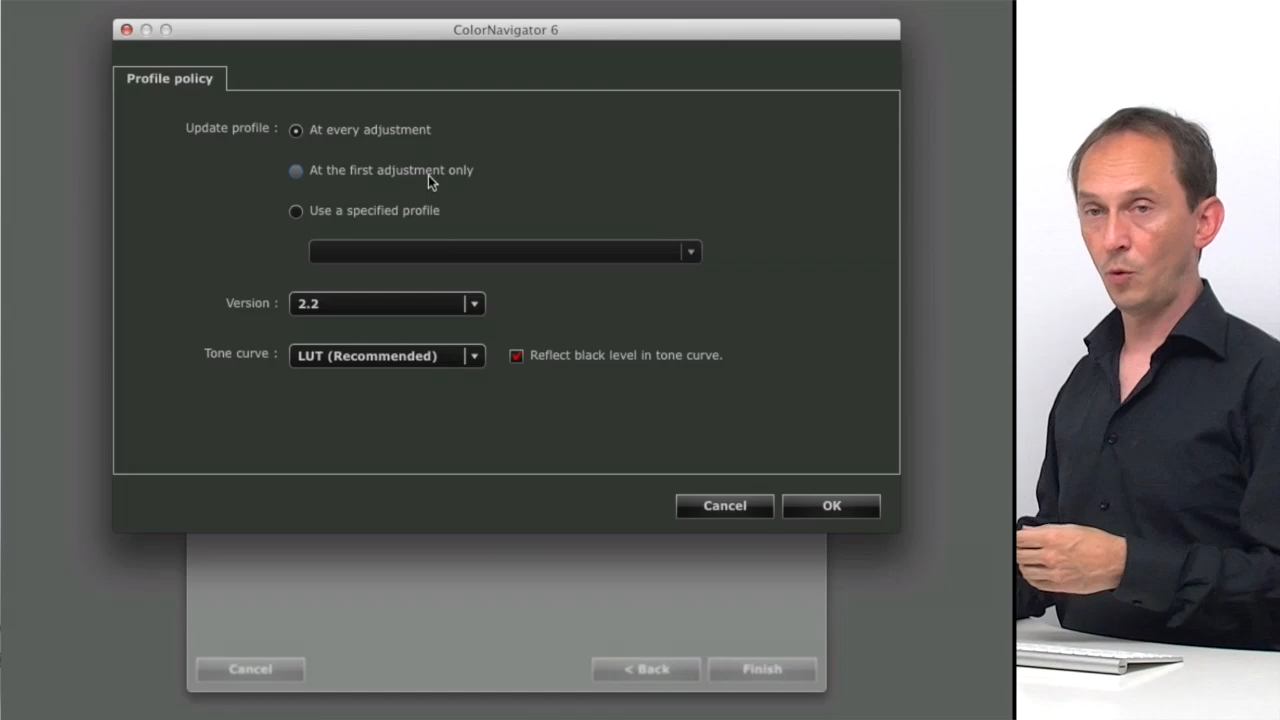 ColorNavigator 6
Profile policy
Update profile : At every adjustment
At the first adjustment only
Use a specified profile
Version : 2.2
Tone curve : LUT (Recommended) Reflect black level in tone curve.
Cancel OK
Cancel < Back Finish